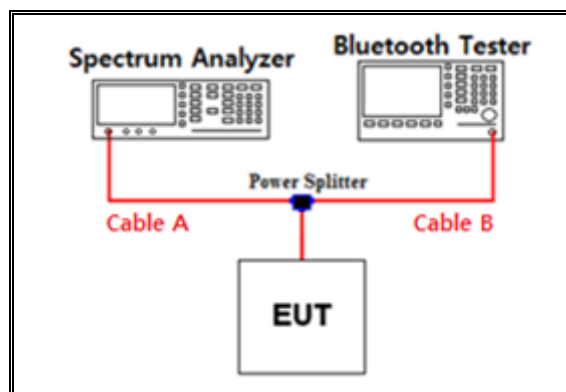 Spectrum Analyzer
Bluetooth Tester
Power Splitter
Cable A
Cable B
EUT